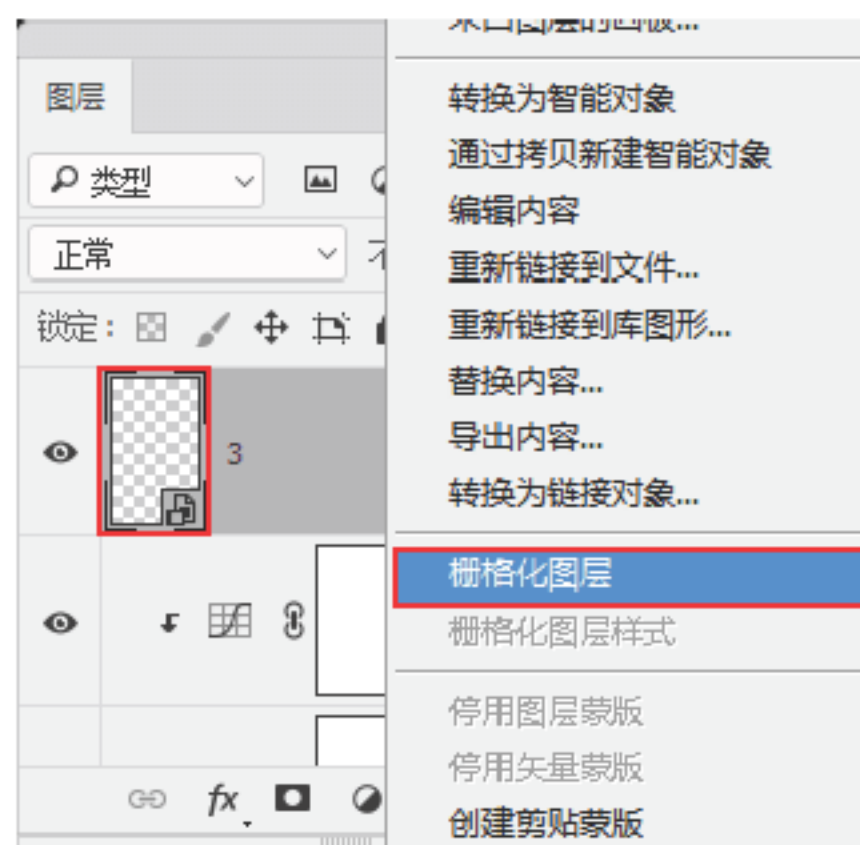 图层
类型
正常
锁定：
3
fx
转换为智能对象
通过拷贝新建智能对象
编辑内容
重新链接到文件...
重新链接到库图形...
替换内容...
导出内容...
转换为链接对象...
栅格化图层
栅格化图层样式
停用图层蒙版
停用矢量蒙版
创建剪贴蒙版